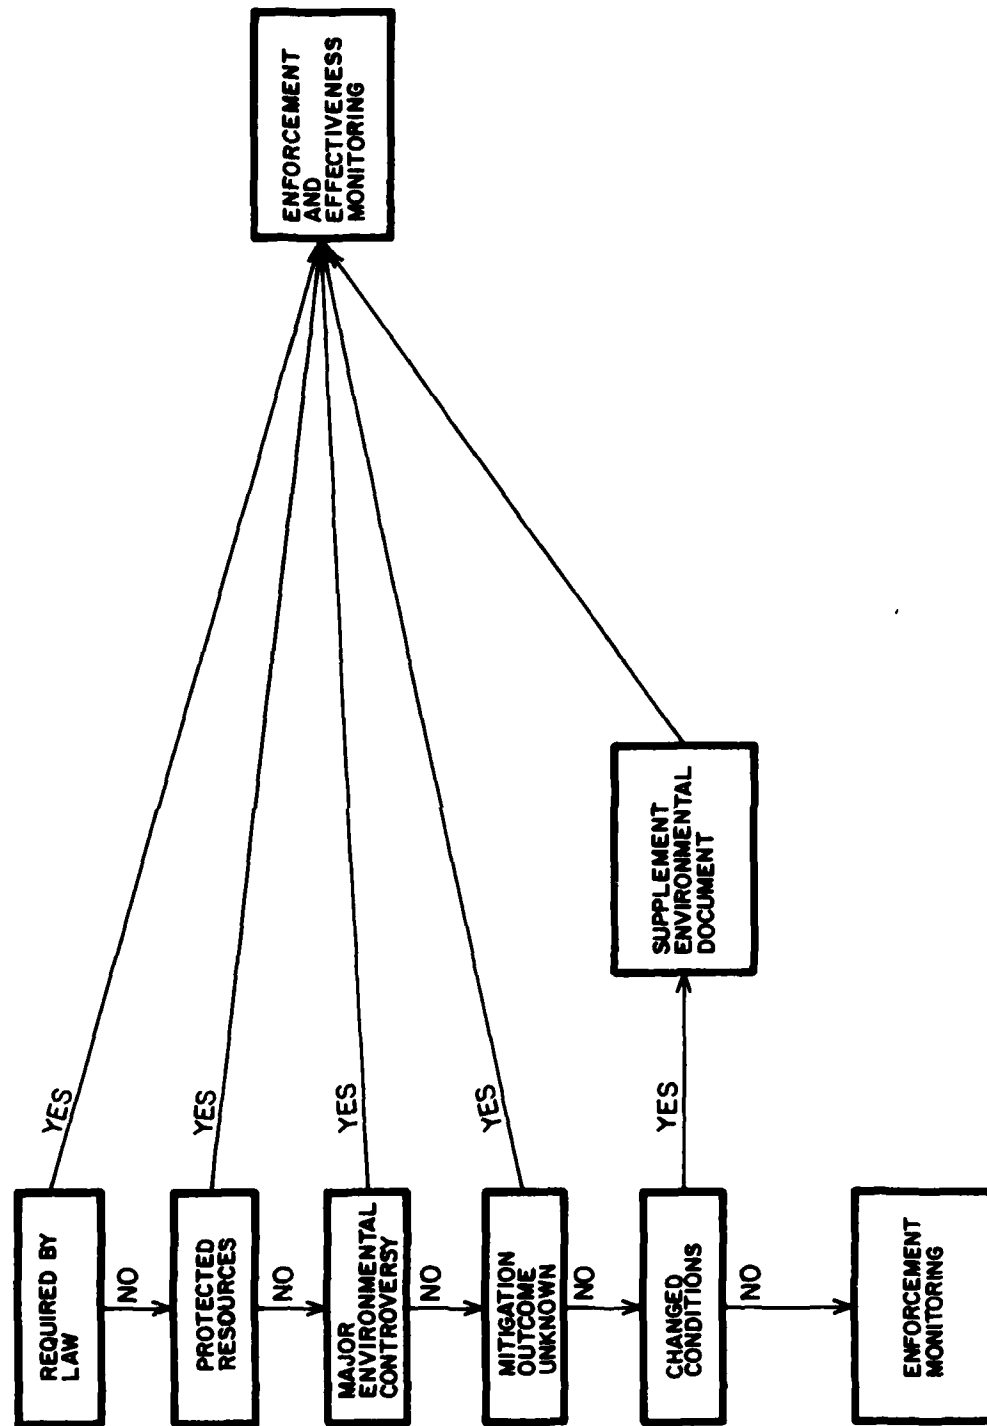 REQUIRED BY
LAW
YES
NO
PROTECTED
RESOURCES
YES
NO
MAJOR
ENVIRONMENTAL
CONTROVERSY
YES
NO
MITIGATION
OUTCOME
UNKNOWN
YES
NO
CHANGED
CONDITIONS
YES
NO
SUPPLEMENT
ENVIRONMENTAL
DOCUMENT
ENFORCEMENT
MONITORING
ENFORCEMENT
AND
EFFECTIVENESS
MONITORING